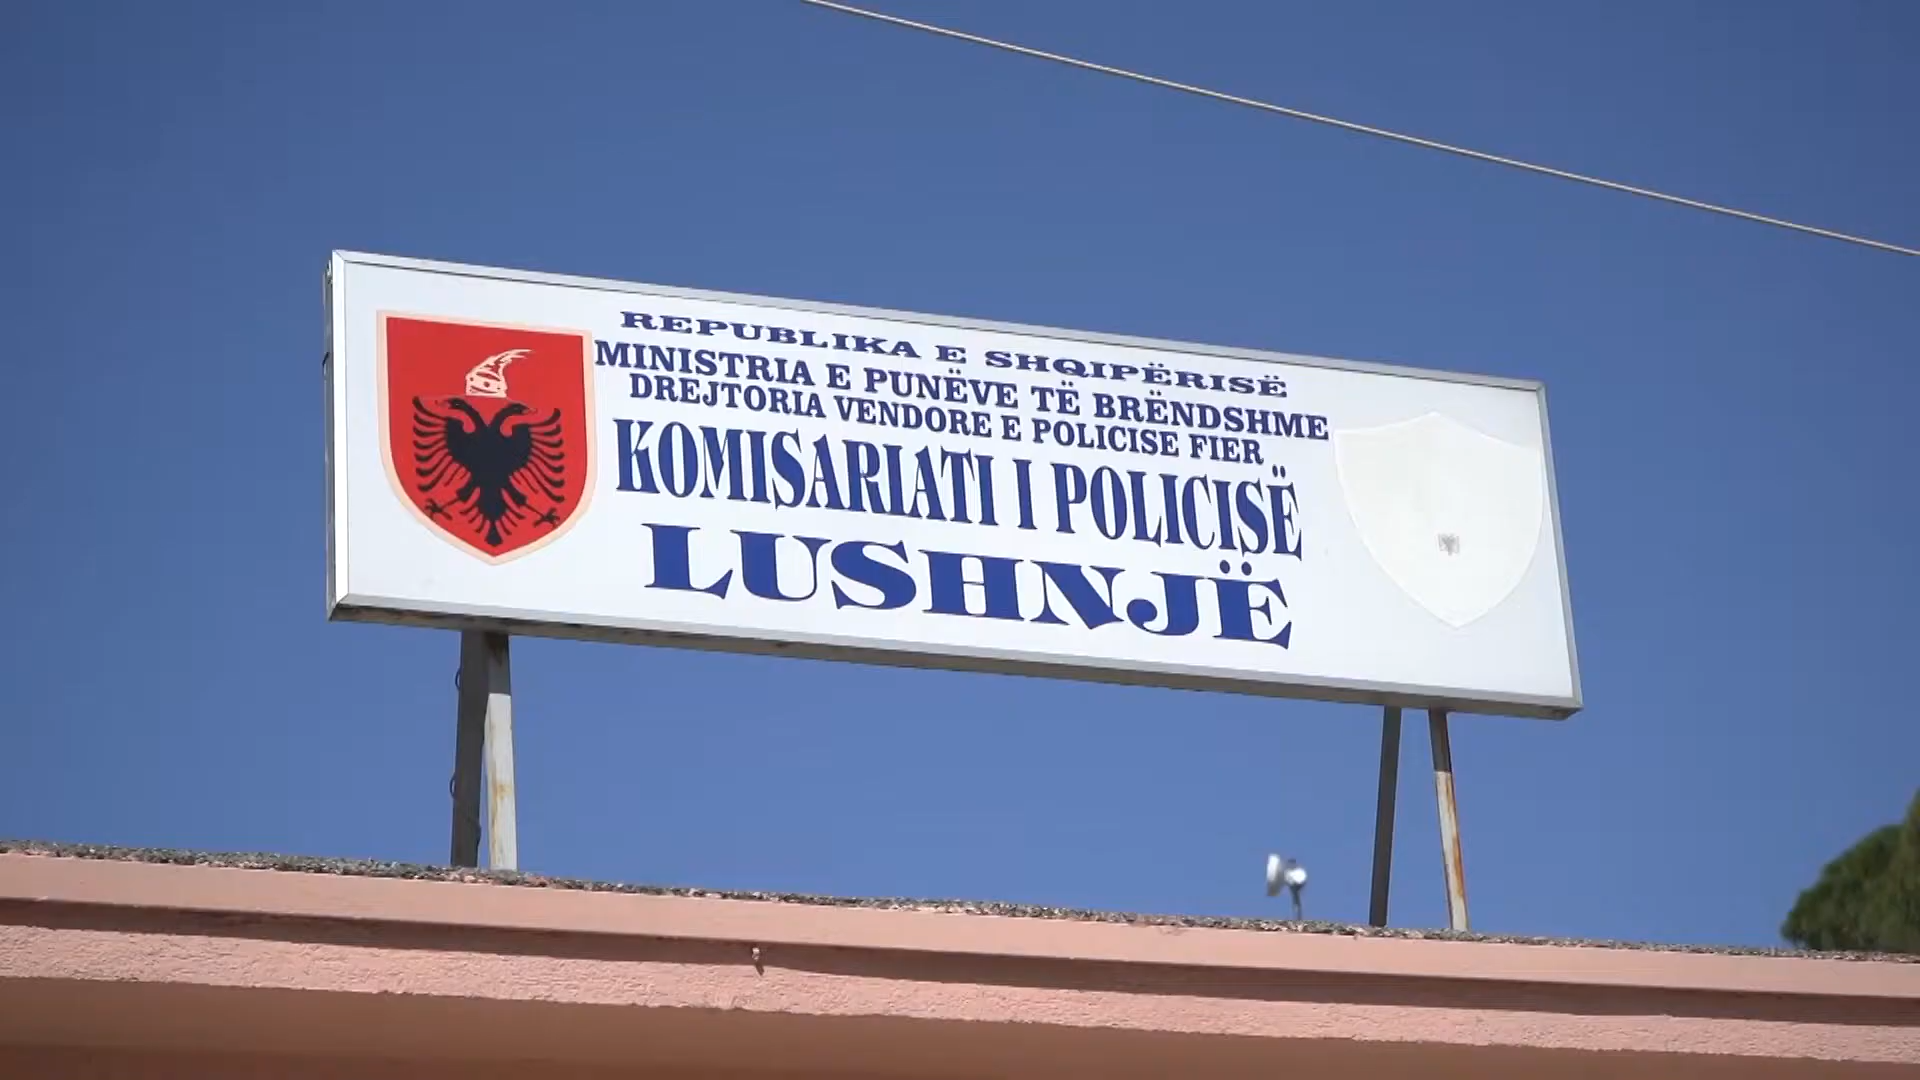 REPUBLIKA E SHQIPËRISË
MINISTRIA E PUNËVE TË BRËNDSHME
DREJTORIA VENDORE E POLICISE FIER
KOMISARIATI I POLICISË
LUSHNJË